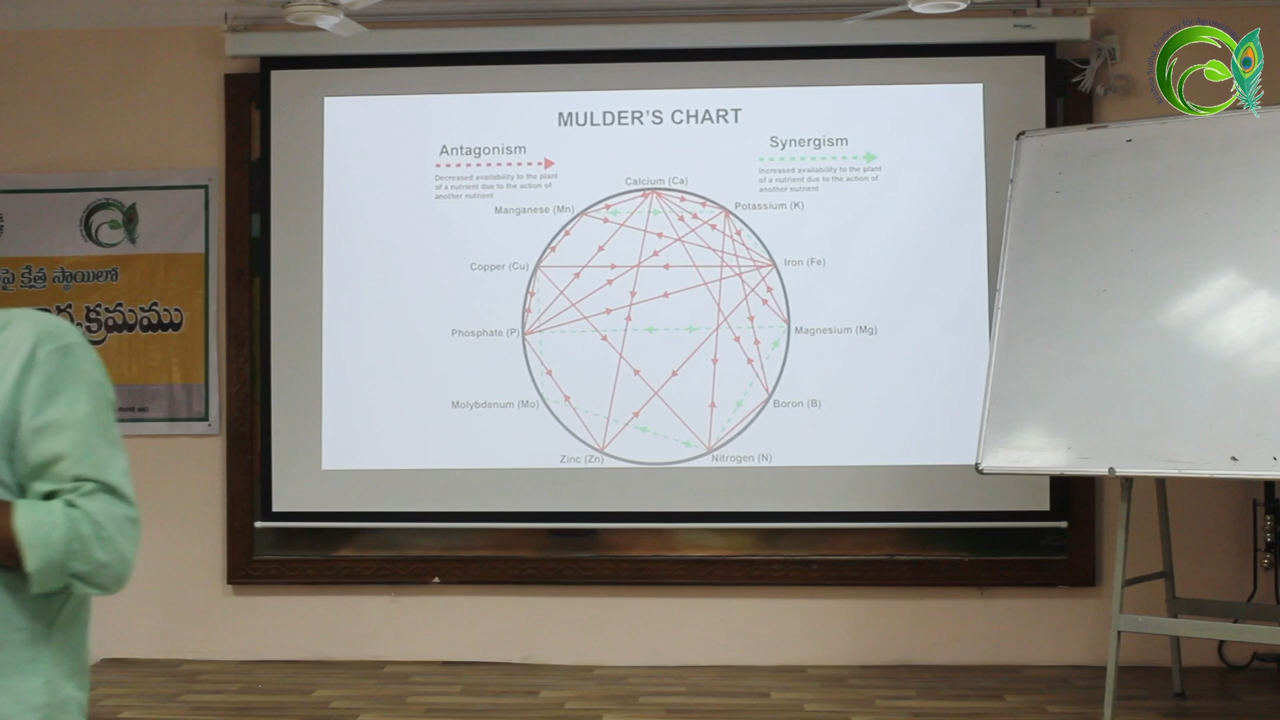 MULDER'S CHART
Antagonism
Decreased availability to the plant
of a nutrient due to the action of
another nutrient
Synergism
Increased availability to the plant
of a nutrient due to the action of
another nutrient
Calcium (Ca)
Manganese (Mn)
Potassium (K)
Copper (Cu)
Iron (Fe)
Phosphate (P)
Magnesium (Mg)
Molybdenum (Mo)
Boron (B)
Zinc (Zn)
Nitrogen (N)
క్షేత్ర స్థాయిలో